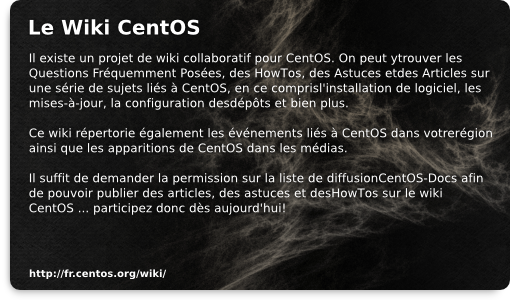 Le Wiki CentOS
Il existe un projet de wiki collaboratif pour CentOS. On peut ytrouver les
Questions Fréquemment Posées, des HowTos, des Astuces etdes Articles sur
une série de sujets liés à CentOS, en ce comprisl'installation de logiciel, les
mises-à-jour, la configuration desdépôts et bien plus.
Ce wiki répertorie également les événements liés à CentOS dans votrerégion
ainsi que les apparitions de CentOS dans les médias.
Il suffit de demander la permission sur la liste de diffusionCentOS-Docs afin
de pouvoir publier des articles, des astuces et desHowTos sur le wiki
CentOS ... participez donc dès aujourd'hui!
http://fr.centos.org/wiki/